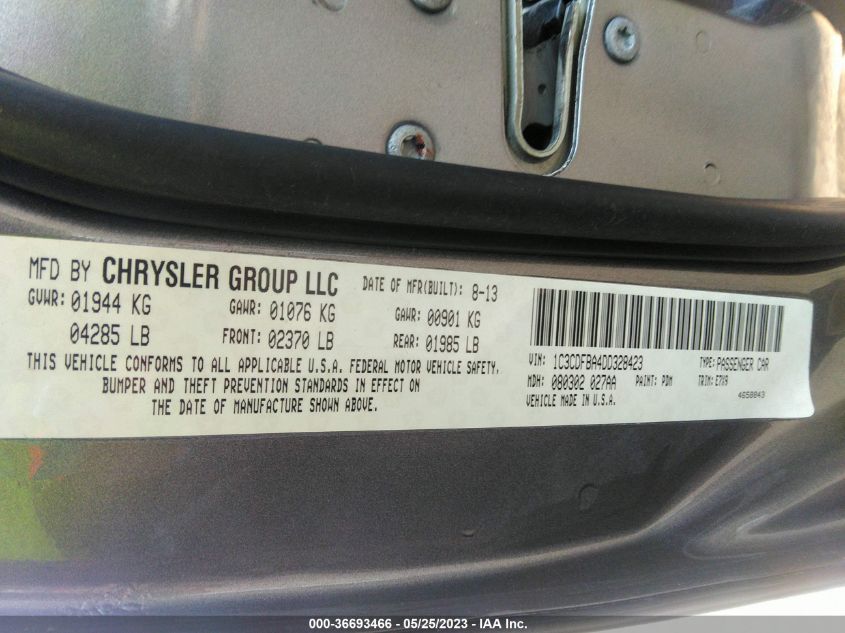 MFD BY CHRYSLER GROUP LLC DATE OF MFR(BUILT): 8-13
GVWR: 01944 KG GAWR: 01076 KG GAWR: 00901 KG
04285 LB FRONT: 02370 LB REAR: 01985 LB
THIS VEHICLE CONFORMS TO ALL APPLICABLE U.S.A. FEDERAL MOTOR VEHICLE SAFETY,
BUMPER AND THEFT PREVENTION STANDARDS IN EFFECT ON
THE DATE OF MANUFACTURE SHOWN ABOVE.
VIN: 1C3CDFBA4DD328423 TYPE: PASSENGER CAR
MDH: 080302 027AA PAINT: PDM TRIM: E7X9
VEHICLE MADE IN U.S.A. 4658843
000-36693466 - 05/25/2023 - IAA Inc.